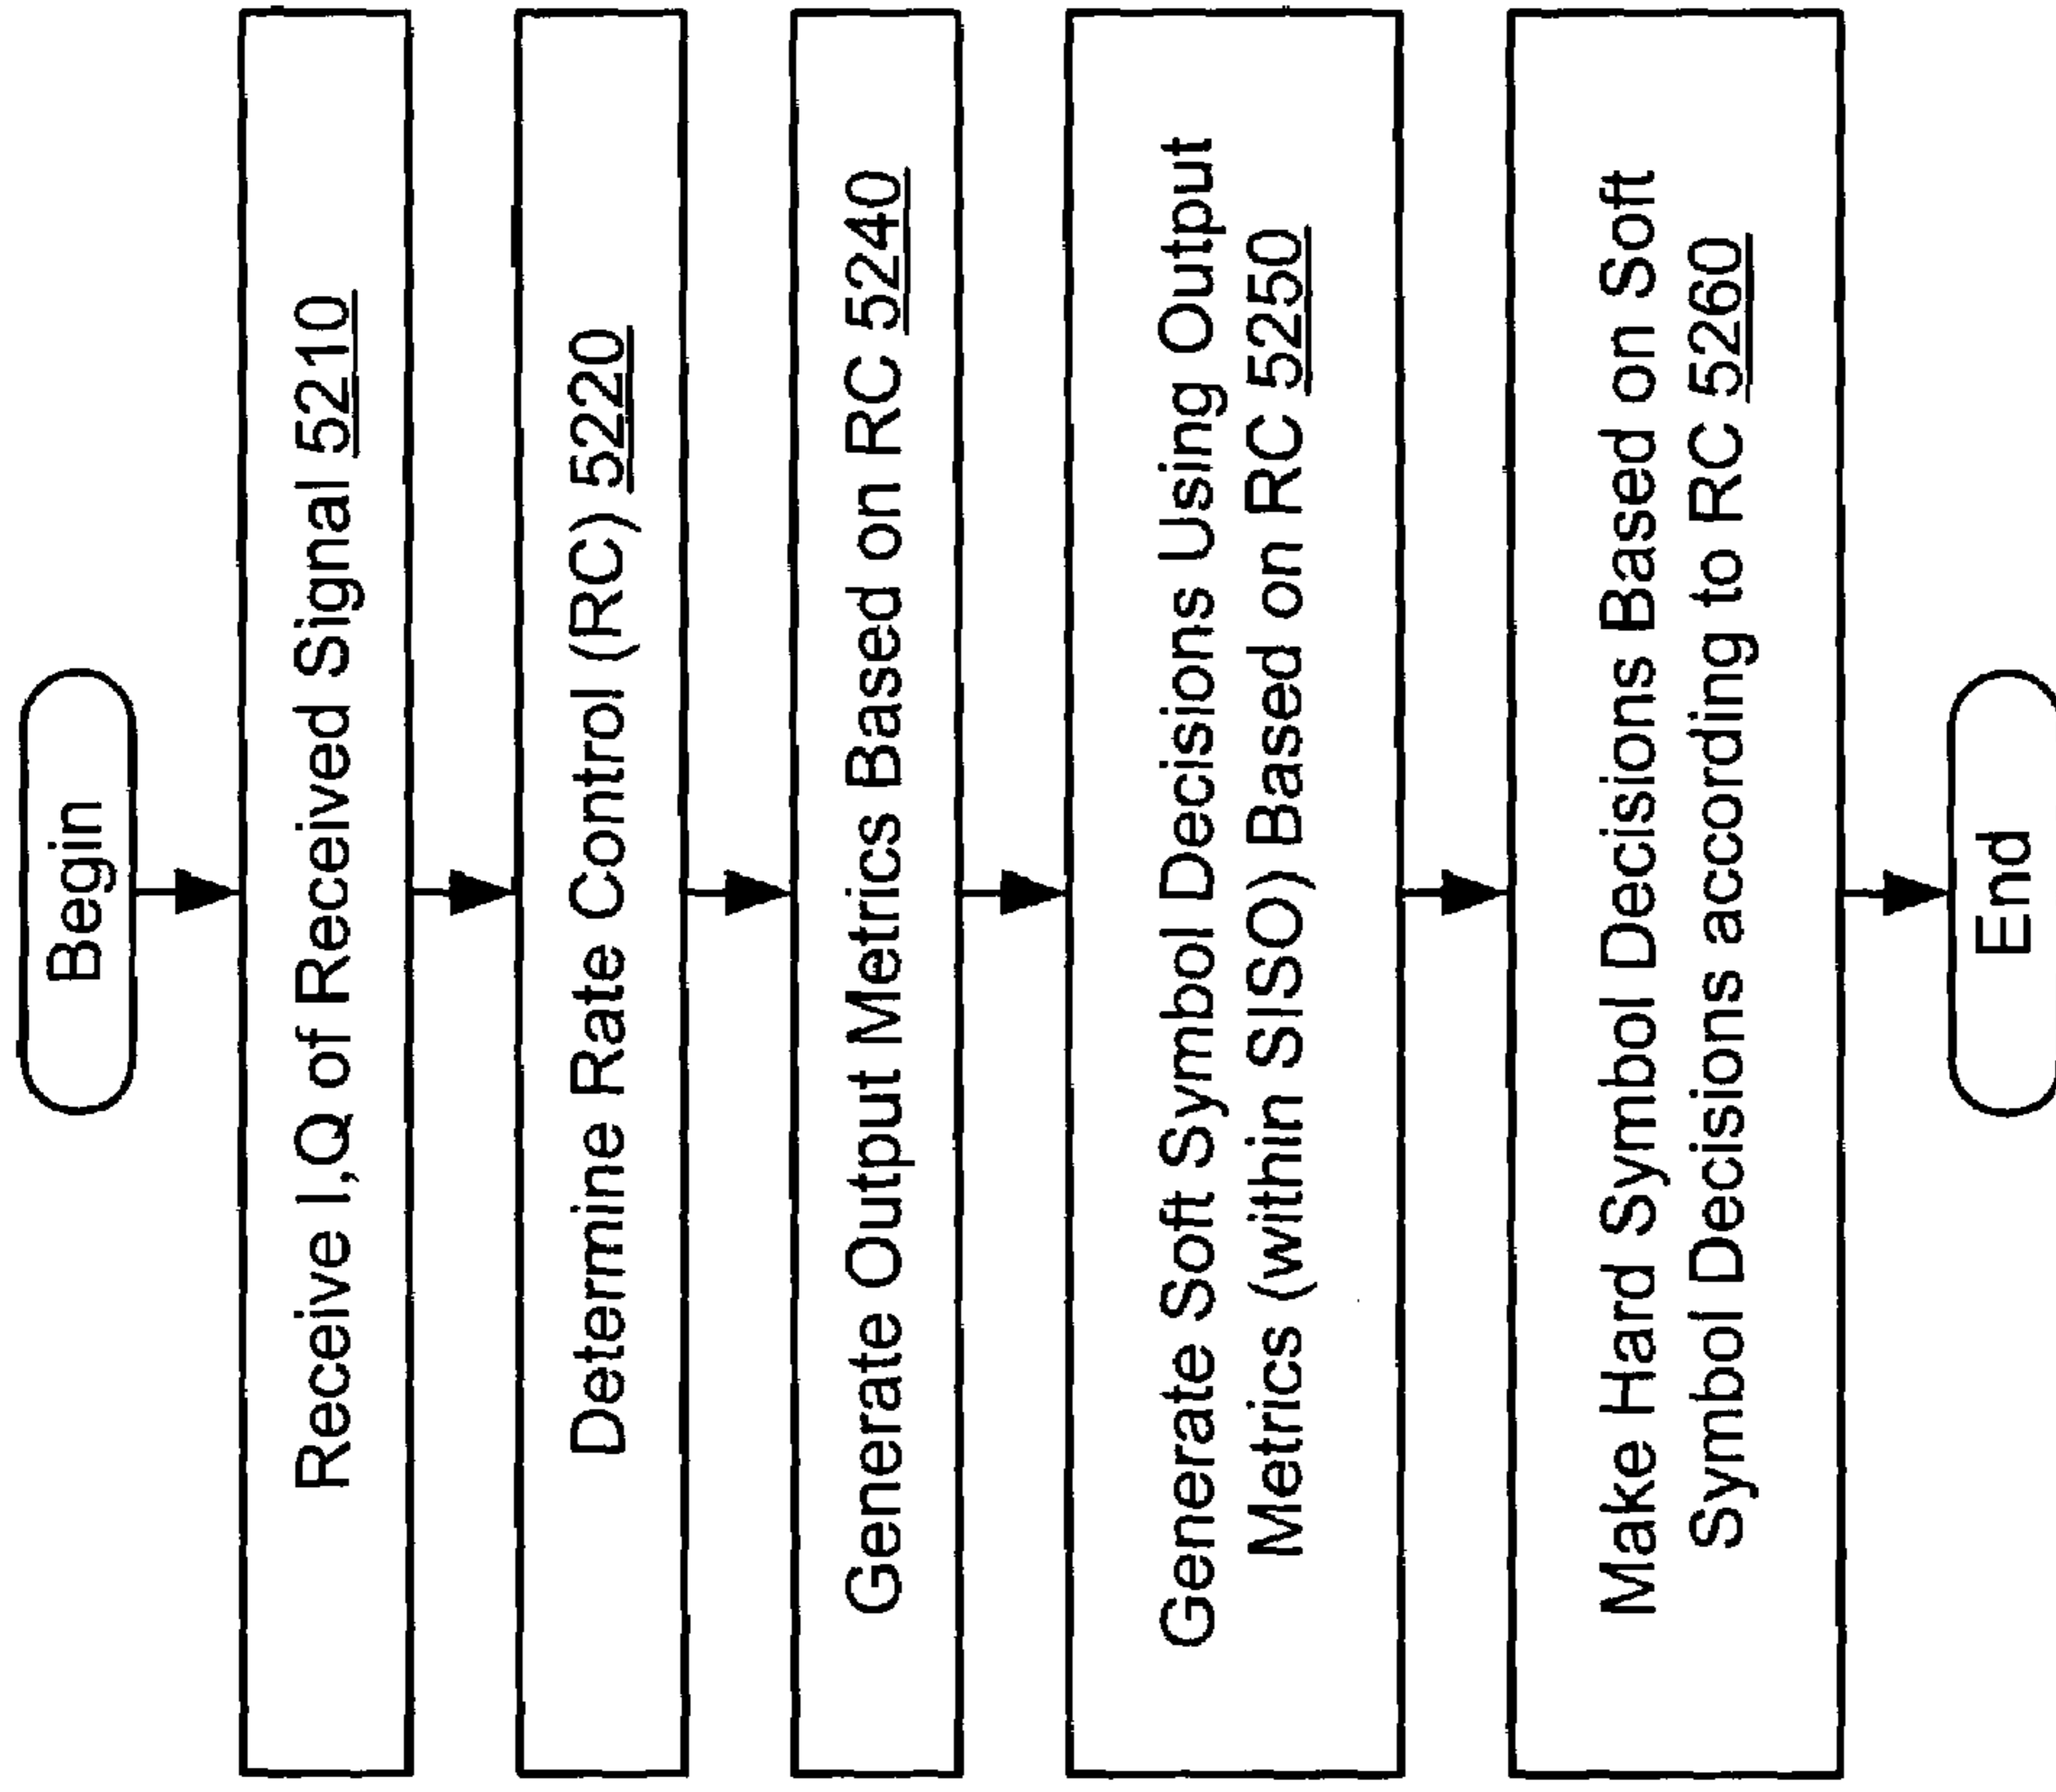 Begin
Receive I,Q of Received Signal 5210
Determine Rate Control (RC) 5220
Generate Output Metrics Based on RC 5240
Generate Soft Symbol Decisions Using Output
Metrics (within SISO) Based on RC 5250
Make Hard Symbol Decisions Based on Soft
Symbol Decisions according to RC 5260
End